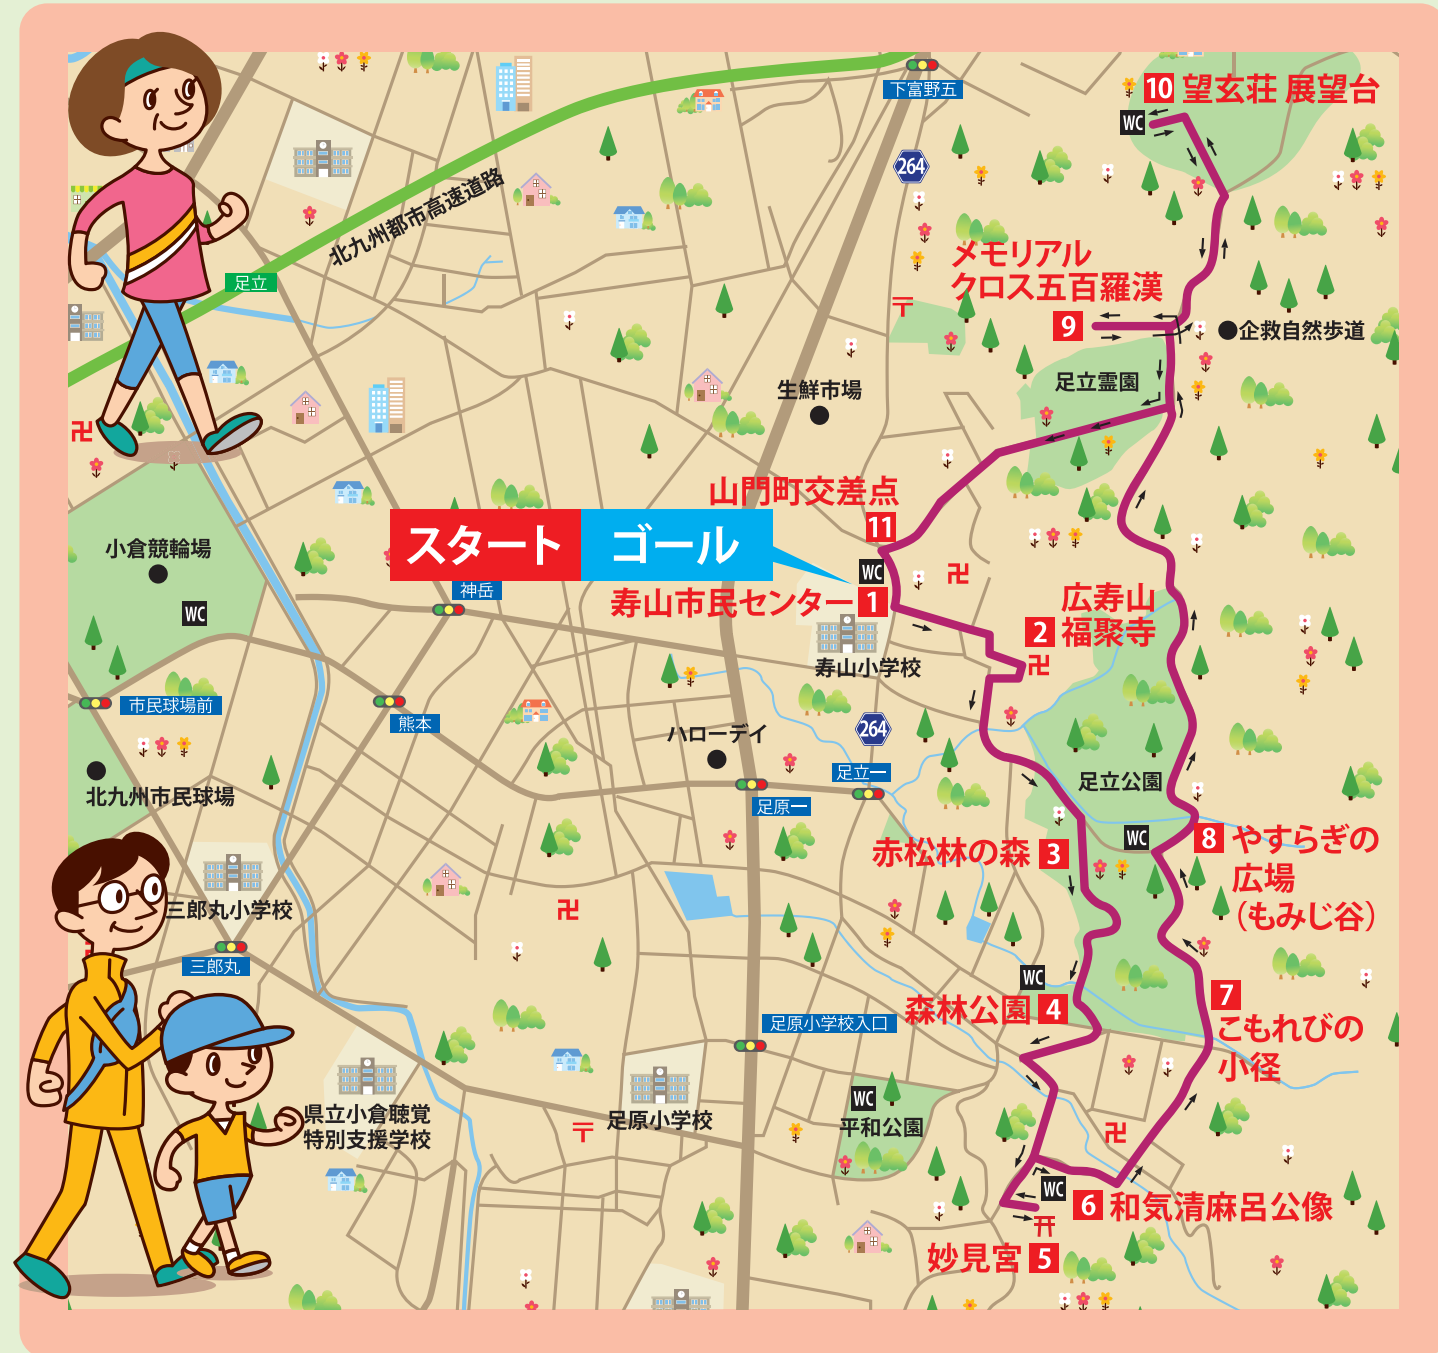 10 望玄荘 展望台
WC
下富野五
264
北九州都市高速道路
足立
メモリアル
クロス五百羅漢
9
企救自然歩道
足立霊園
生鮮市場
山門町交差点
11
スタート ゴール
WC
寿山市民センター 1
小倉競輪場
WC
神岳
広寿山
2 福聚寺
寿山小学校
市民球場前
熊本
ハローデイ
264
足立一
足原一
足立公園
北九州市民球場
WC
8 やすらぎの
広場
(もみじ谷)
赤松林の森 3
三郎丸小学校
三郎丸
WC
森林公園 4
7
こもれびの
小径
足原小学校入口
県立小倉聴覚
特別支援学校
足原小学校
WC
平和公園
WC
6 和気清麻呂公像
妙見宮 5